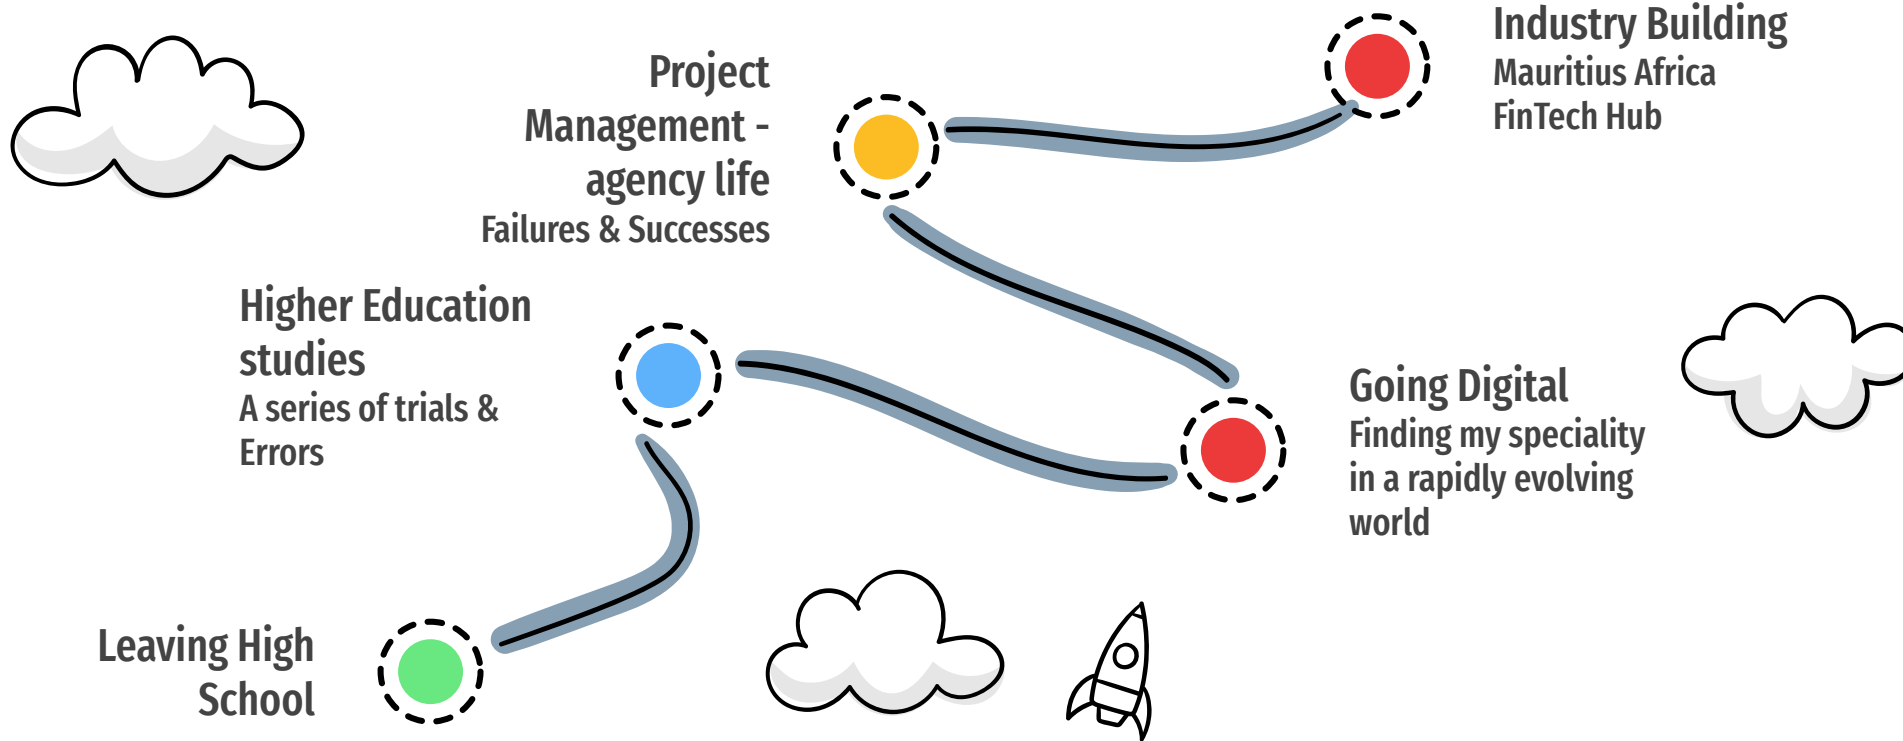 Industry Building
Mauritius Africa
FinTech Hub
Project
Management -
agency life
Failures & Successes
Higher Education
studies
A series of trials &
Errors
Going Digital
Finding my speciality
in a rapidly evolving
world
Leaving High
School